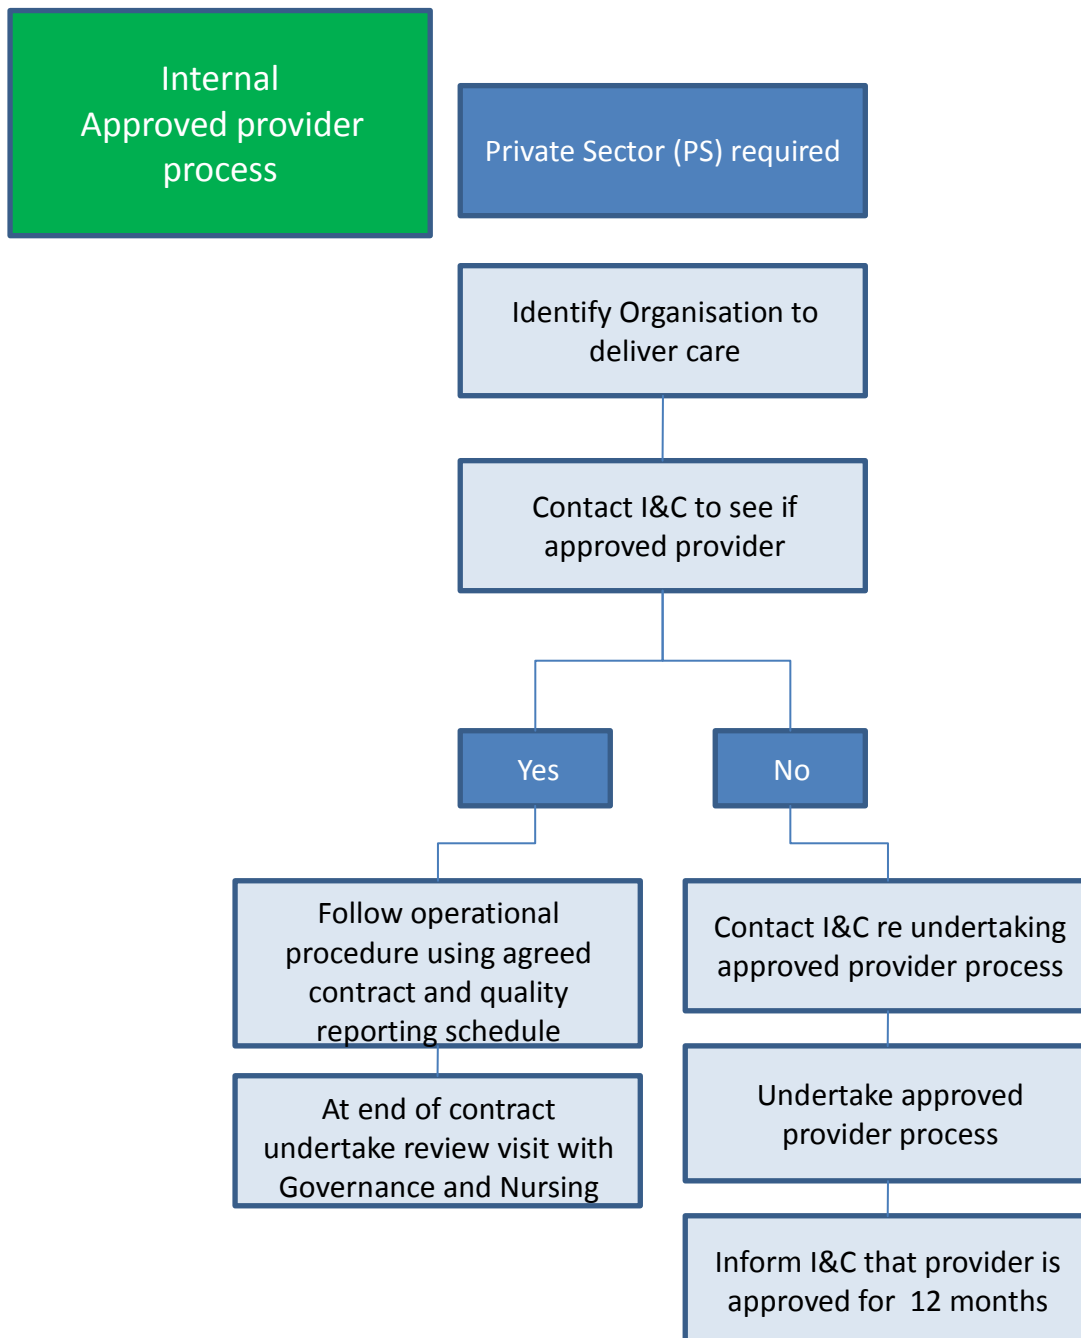 Internal
Approved provider
process
Private Sector (PS) required
Identify Organisation to
deliver care
Contact I&C to see if
approved provider
Yes
No
Follow operational
procedure using agreed
contract and quality
reporting schedule
At end of contract
undertake review visit with
Governance and Nursing
Contact I&C re undertaking
approved provider process
Undertake approved
provider process
Inform I&C that provider is
approved for 12 months